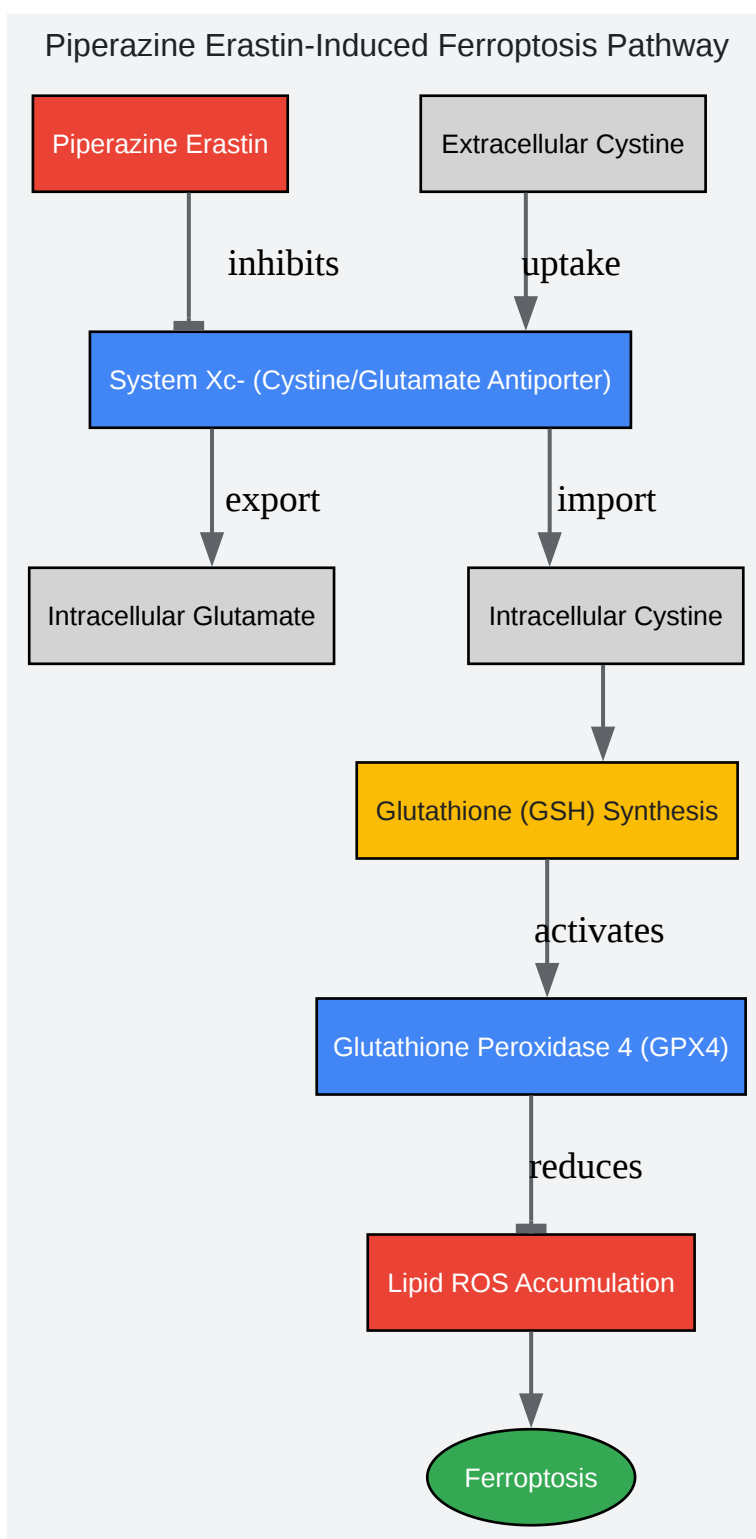 Piperazine Erastin-Induced Ferroptosis Pathway
Piperazine Erastin
Extracellular Cystine
inhibits
uptake
System Xc- (Cystine/Glutamate Antiporter)
export
import
Intracellular Glutamate
Intracellular Cystine
Glutathione (GSH) Synthesis
activates
Glutathione Peroxidase 4 (GPX4)
reduces
Lipid ROS Accumulation
Ferroptosis